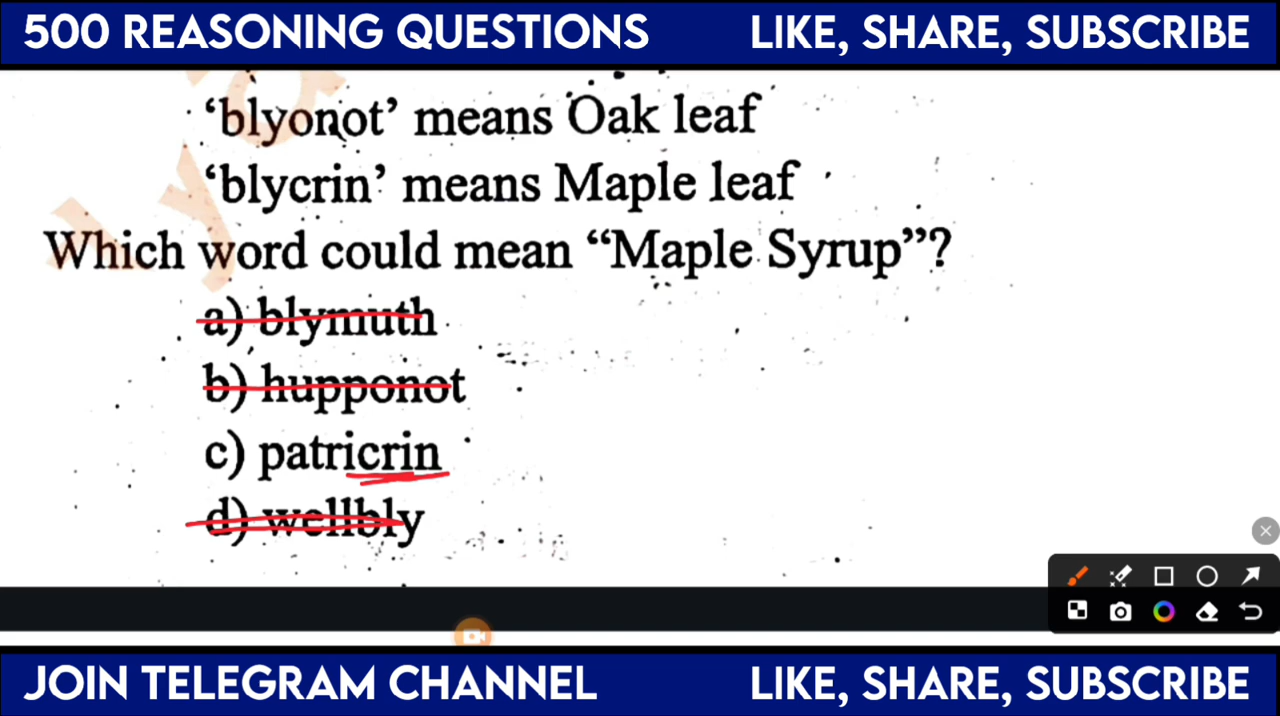 500 REASONING QUESTIONS LIKE, SHARE, SUBSCRIBE
‘blyonot’ means Oak leaf
‘blycrin’ means Maple leaf
Which word could mean “Maple Syrup”?
a) blymuth
b) hupponot
c) patricrin
d) wellbly
JOIN TELEGRAM CHANNEL LIKE, SHARE, SUBSCRIBE